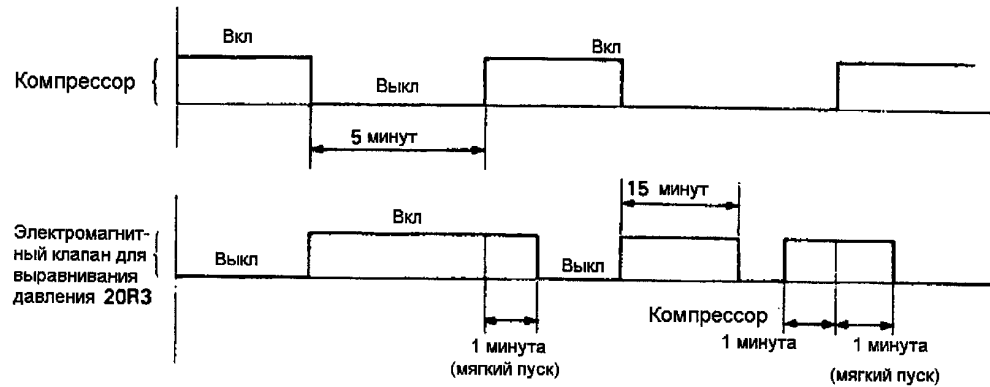 Вкл
Вкл
Компрессор
Выкл
5 минут
15 минут
Вкл
Электромагнит-
ный клапан для
выравнивания
давления 20R3
Выкл
Выкл
Компрессор
1 минута
(мягкий пуск)
1 минута
1 минута
(мягкий пуск)